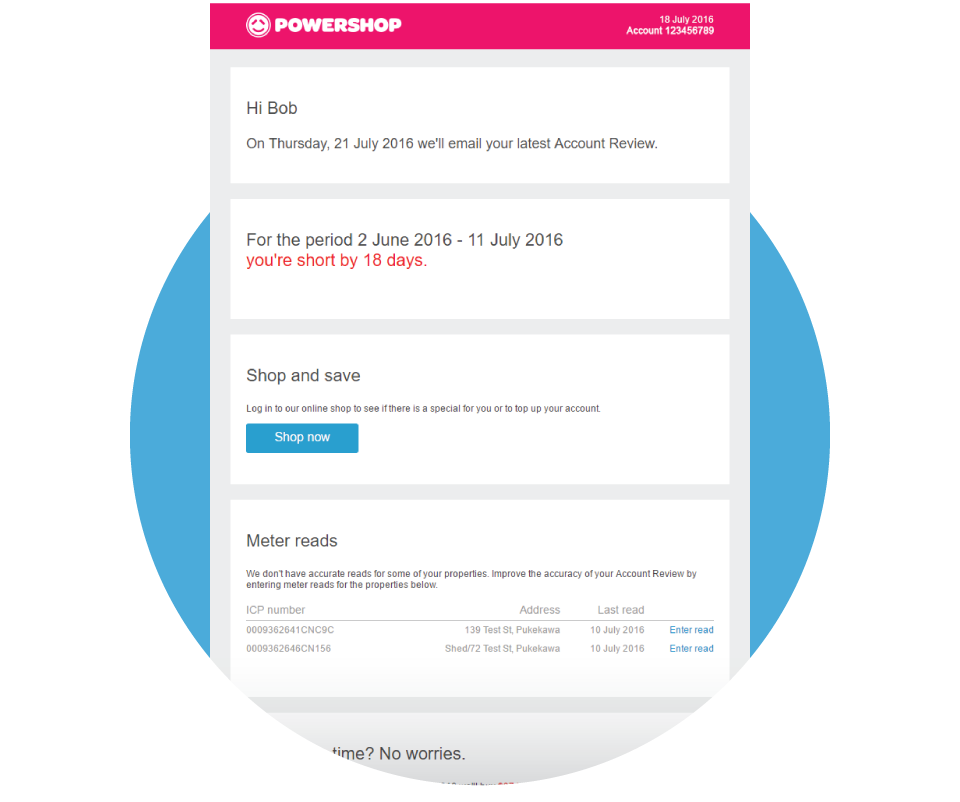 POWERSHOP
18 July 2016
Account 123456789
Hi Bob
On Thursday, 21 July 2016 we'll email your latest Account Review.
For the period 2 June 2016 - 11 July 2016
you're short by 18 days.
Shop and save
Log in to our online shop to see if there is a special for you or to top up your account.
Shop now
Meter reads
We don't have accurate reads for some of your properties. Improve the accuracy of your Account Review by
entering meter reads for the properties below.
ICP number Address Last read
0009362641CNC9C 139 Test St, Pukekawa 10 July 2016 Enter read
0009362646CN156 Shed/72 Test St, Pukekawa 10 July 2016 Enter read
time? No worries.